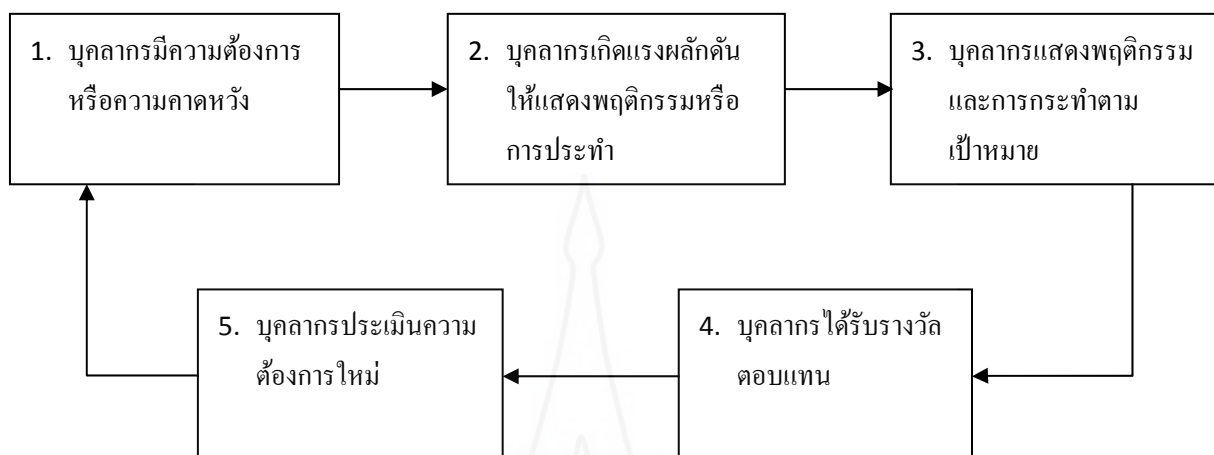 1. บุคลากรมีความต้องการ
หรือความคาดหวัง
2. บุคลากรเกิดแรงผลักดัน
ให้แสดงพฤติกรรมหรือ
การประทำ
3. บุคลากรแสดงพฤติกรรม
และการกระทำตาม
เป้าหมาย
4. บุคลากรได้รับรางวัล
ตอบแทน
5. บุคลากรประเมินความ
ต้องการใหม่